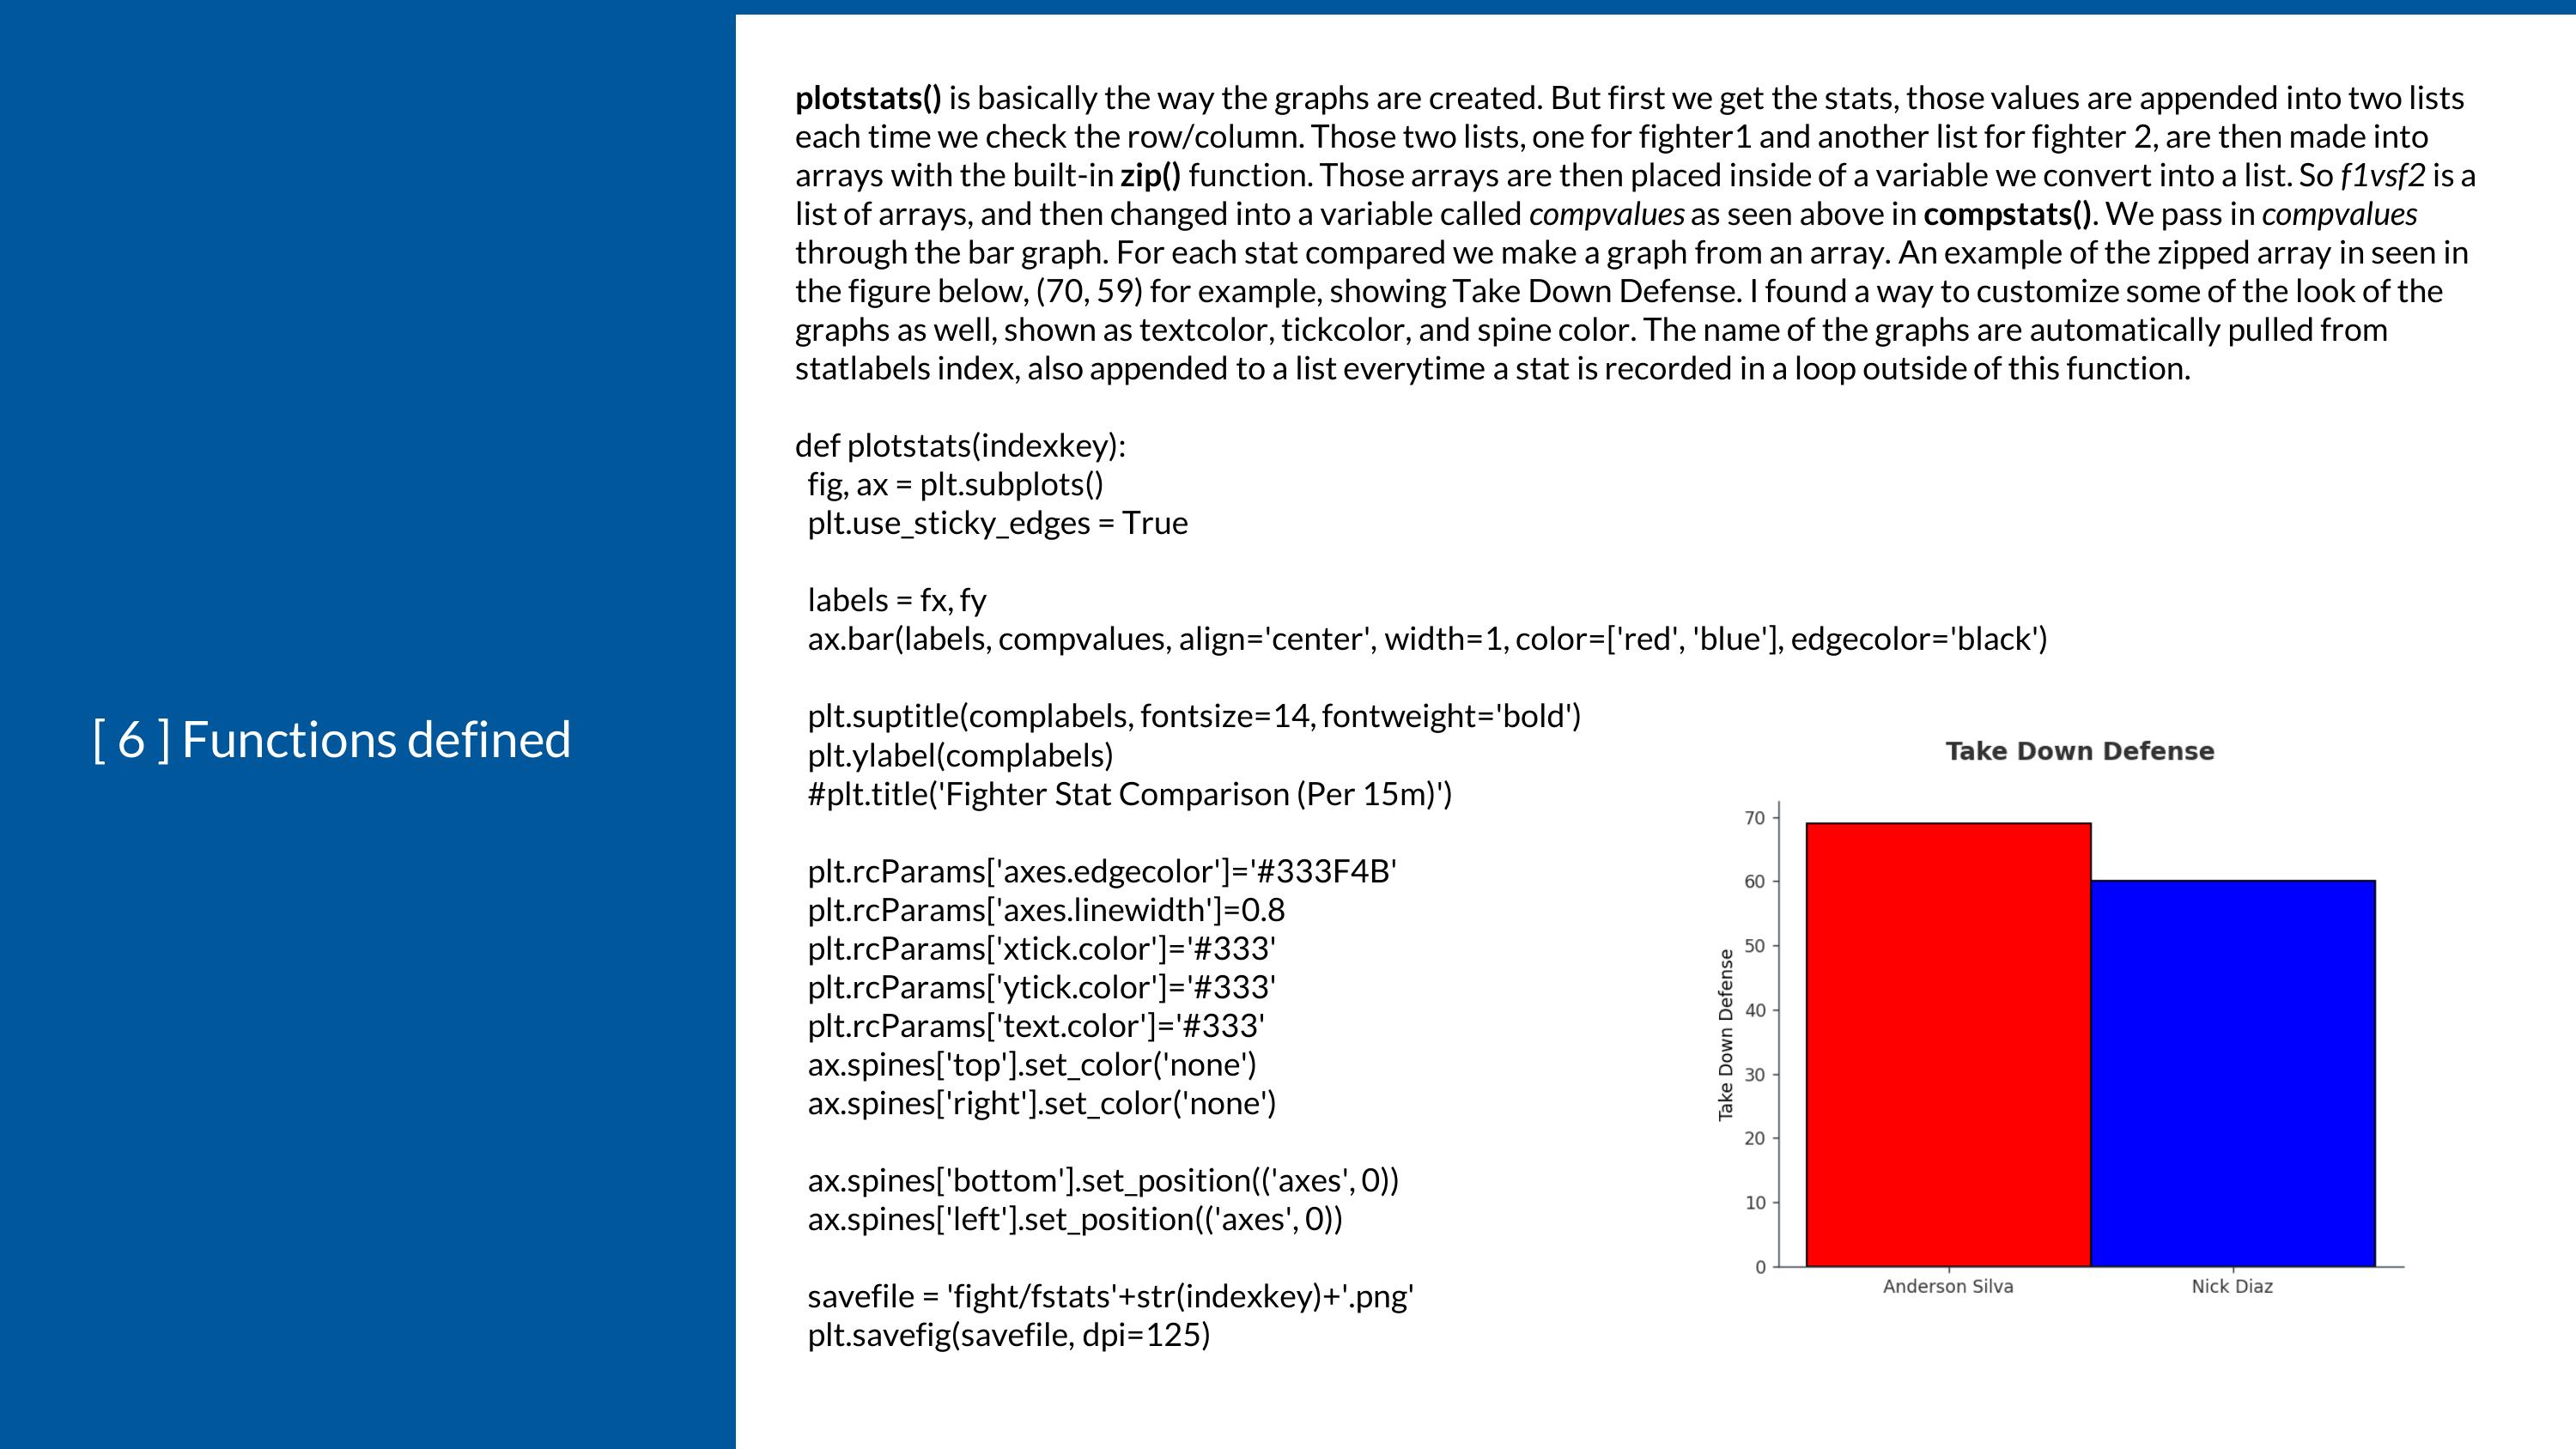 [ 6 ] Functions defined
plotstats() is basically the way the graphs are created. But first we get the stats, those values are appended into two lists
each time we check the row/column. Those two lists, one for fighter1 and another list for fighter 2, are then made into
arrays with the built-in zip() function. Those arrays are then placed inside of a variable we convert into a list. So f1vsf2 is a
list of arrays, and then changed into a variable called compvalues as seen above in compstats(). We pass in compvalues
through the bar graph. For each stat compared we make a graph from an array. An example of the zipped array in seen in
the figure below, (70, 59) for example, showing Take Down Defense. I found a way to customize some of the look of the
graphs as well, shown as textcolor, tickcolor, and spine color. The name of the graphs are automatically pulled from
statlabels index, also appended to a list everytime a stat is recorded in a loop outside of this function.
def plotstats(indexkey):
fig, ax = plt.subplots()
plt.use_sticky_edges = True
labels = fx, fy
ax.bar(labels, compvalues, align='center', width=1, color=['red', 'blue'], edgecolor='black')
plt.suptitle(complabels, fontsize=14, fontweight='bold')
plt.ylabel(complabels)
#plt.title('Fighter Stat Comparison (Per 15m)')
plt.rcParams['axes.edgecolor']='#333F4B'
plt.rcParams['axes.linewidth']=0.8
plt.rcParams['xtick.color']='#333'
plt.rcParams['ytick.color']='#333'
plt.rcParams['text.color']='#333'
ax.spines['top'].set_color('none')
ax.spines['right'].set_color('none')
ax.spines['bottom'].set_position(('axes', 0))
ax.spines['left'].set_position(('axes', 0))
savefile = 'fight/fstats'+str(indexkey)+'.png'
plt.savefig(savefile, dpi=125)
Take Down Defense
Take Down Defense
70
60
50
40
30
20
10
0
Anderson Silva
Nick Diaz